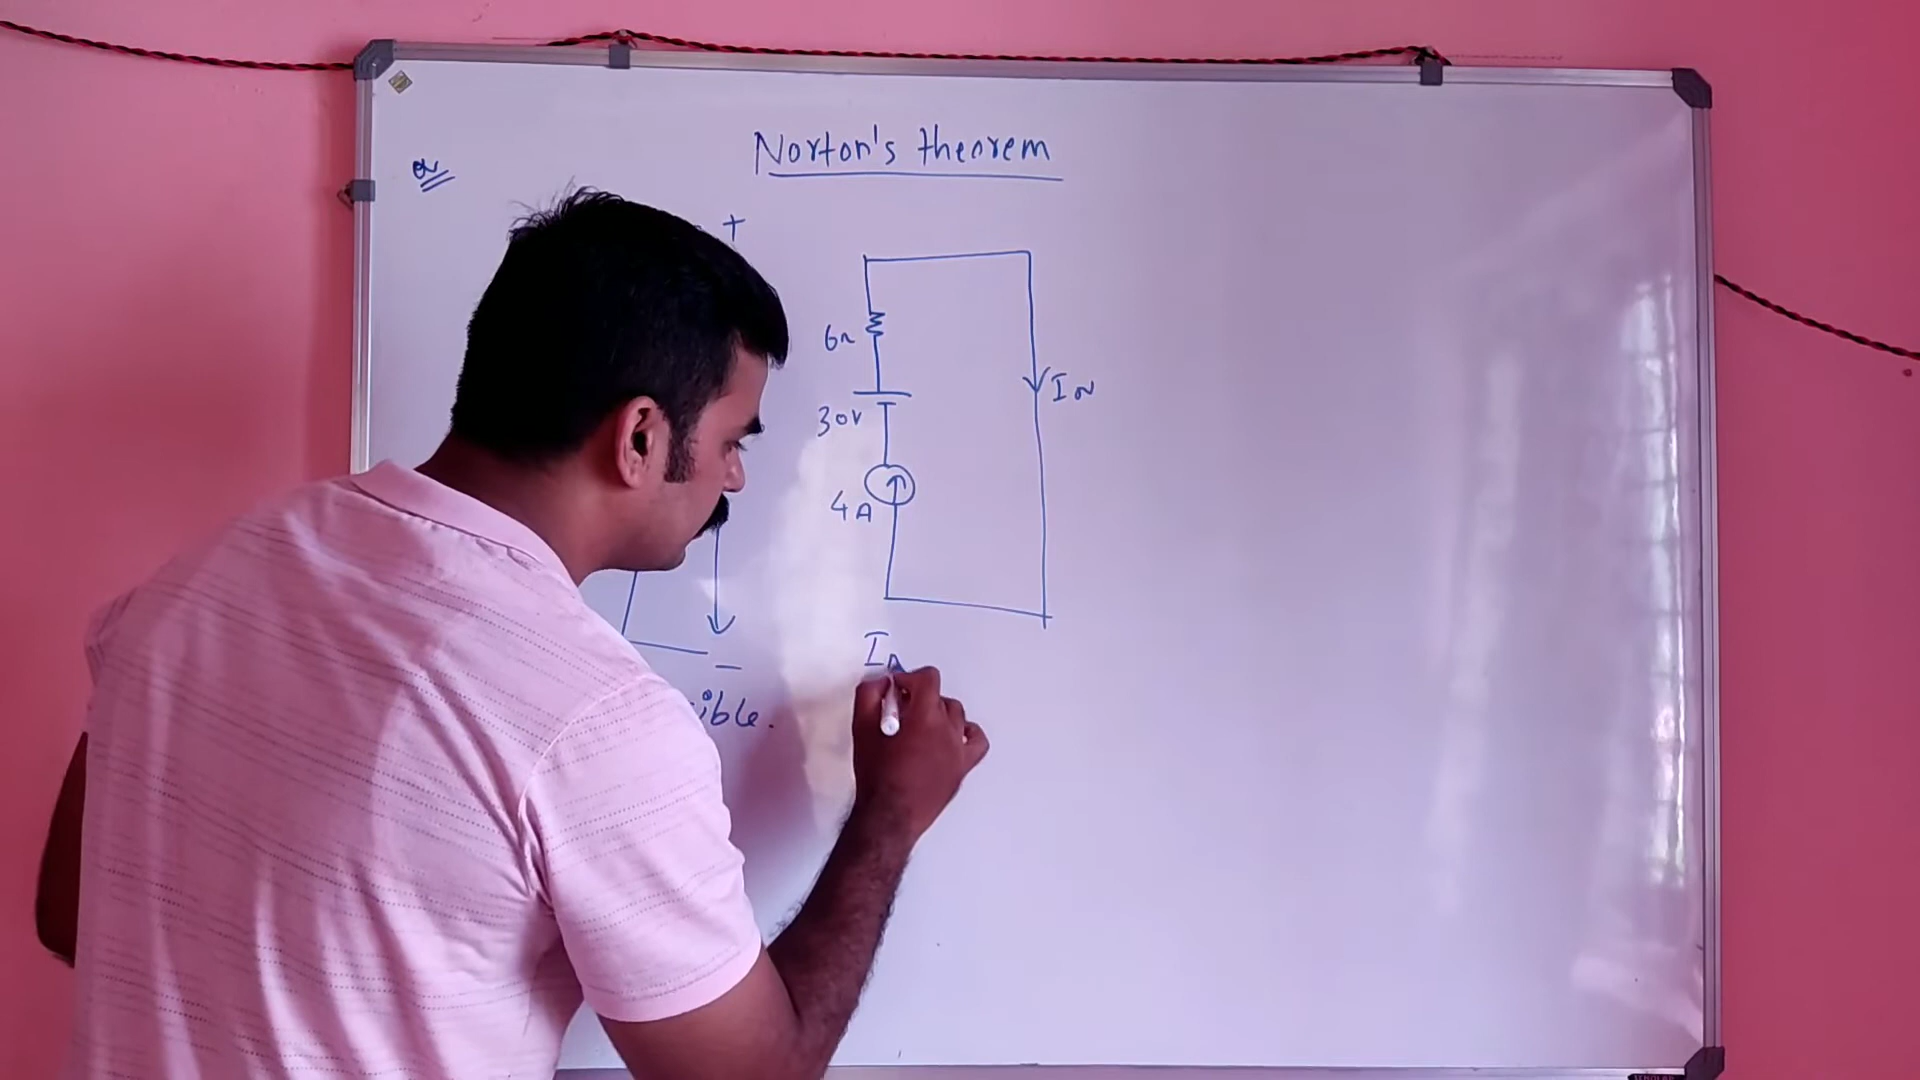 Norton's theorem
Q
+
6Ω
30V
4A
IN
-
ible.
I